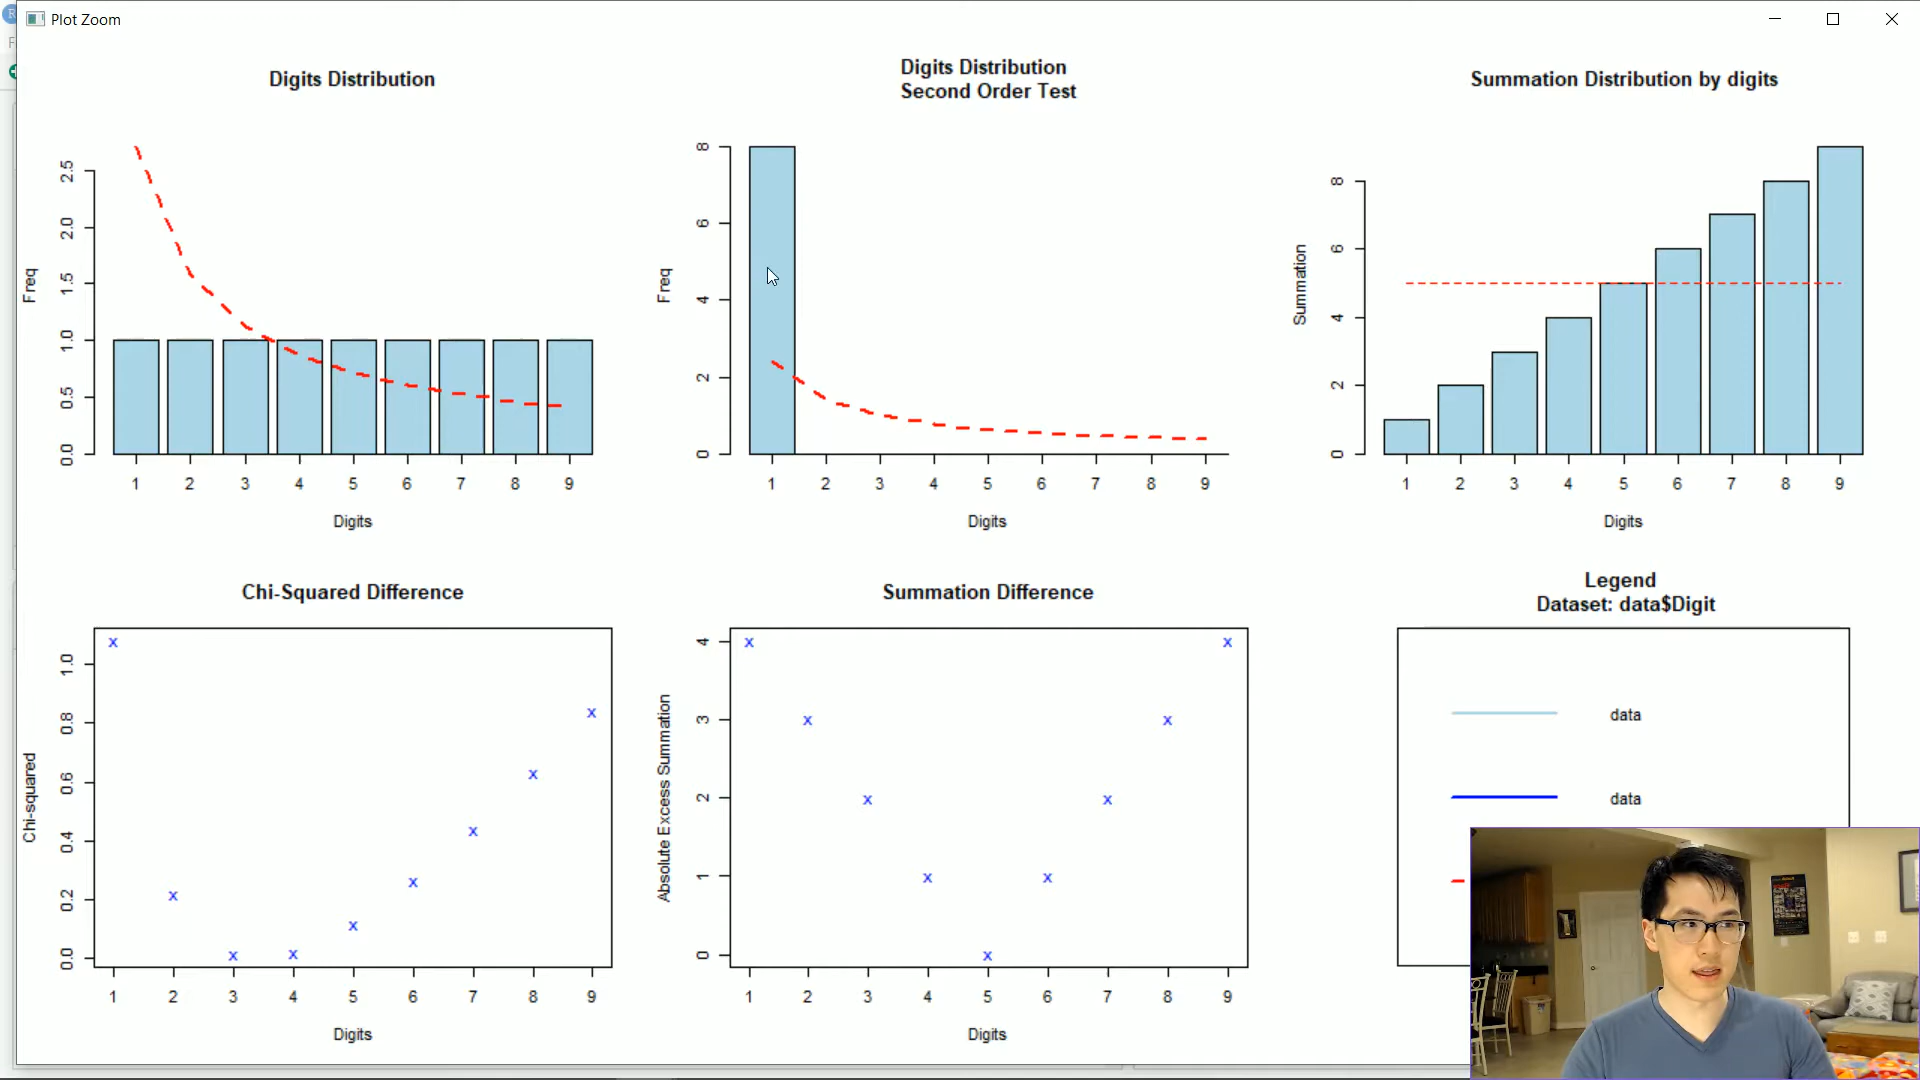 Plot Zoom
Digits Distribution
2.5
2.0
1.5
1.0
0.5
0.0
Freq
1 2 3 4 5 6 7 8 9
Digits
Digits Distribution
Second Order Test
8
6
4
2
0
Freq
1 2 3 4 5 6 7 8 9
Digits
Summation Distribution by digits
8
6
4
2
0
Summation
1 2 3 4 5 6 7 8 9
Digits
Chi-Squared Difference
1.0
0.8
0.6
0.4
0.2
0.0
Chi-squared
1 2 3 4 5 6 7 8 9
Digits
Summation Difference
4
3
2
1
0
Absolute Excess Summation
1 2 3 4 5 6 7 8 9
Digits
Legend
Dataset: data$Digit
data
data